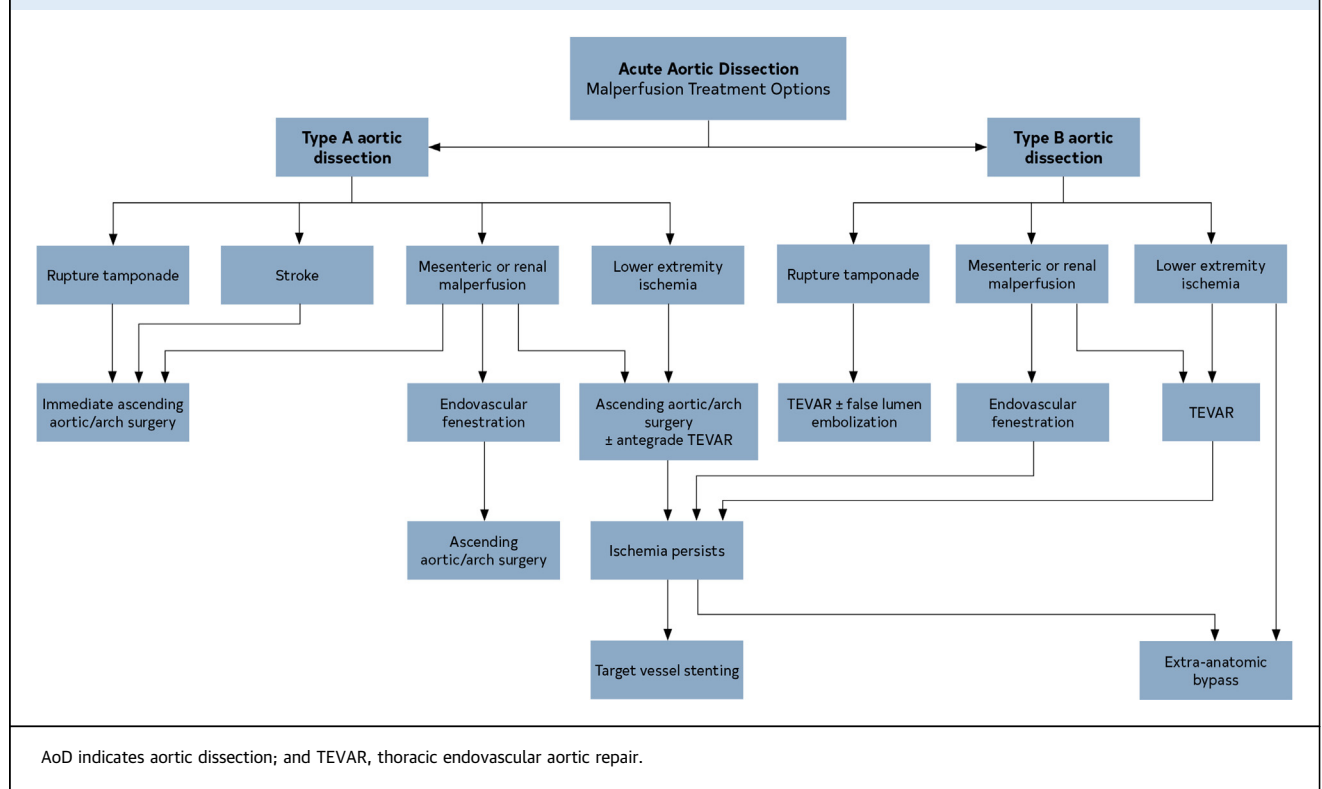 Acute Aortic Dissection
Malperfusion Treatment Options
Type A aortic
dissection
Type B aortic
dissection
Rupture tamponade
Stroke
Mesenteric or renal
malperfusion
Lower extremity
ischemia
Rupture tamponade
Mesenteric or renal
malperfusion
Lower extremity
ischemia
Immediate ascending
aortic/arch surgery
Endovascular
fenestration
Ascending aortic/arch
surgery
± antegrade TEVAR
TEVAR ± false lumen
embolization
Endovascular
fenestration
TEVAR
Ascending
aortic/arch surgery
Ischemia persists
Target vessel stenting
Extra-anatomic
bypass
AoD indicates aortic dissection; and TEVAR, thoracic endovascular aortic repair.